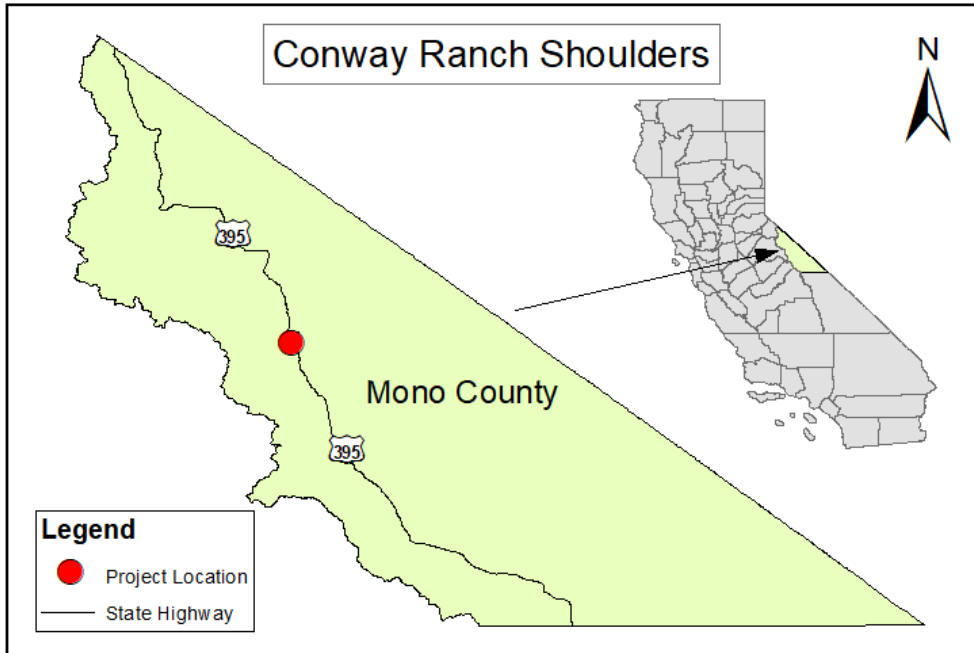 Conway Ranch Shoulders
N
395
Mono County
395
Legend
Project Location
State Highway